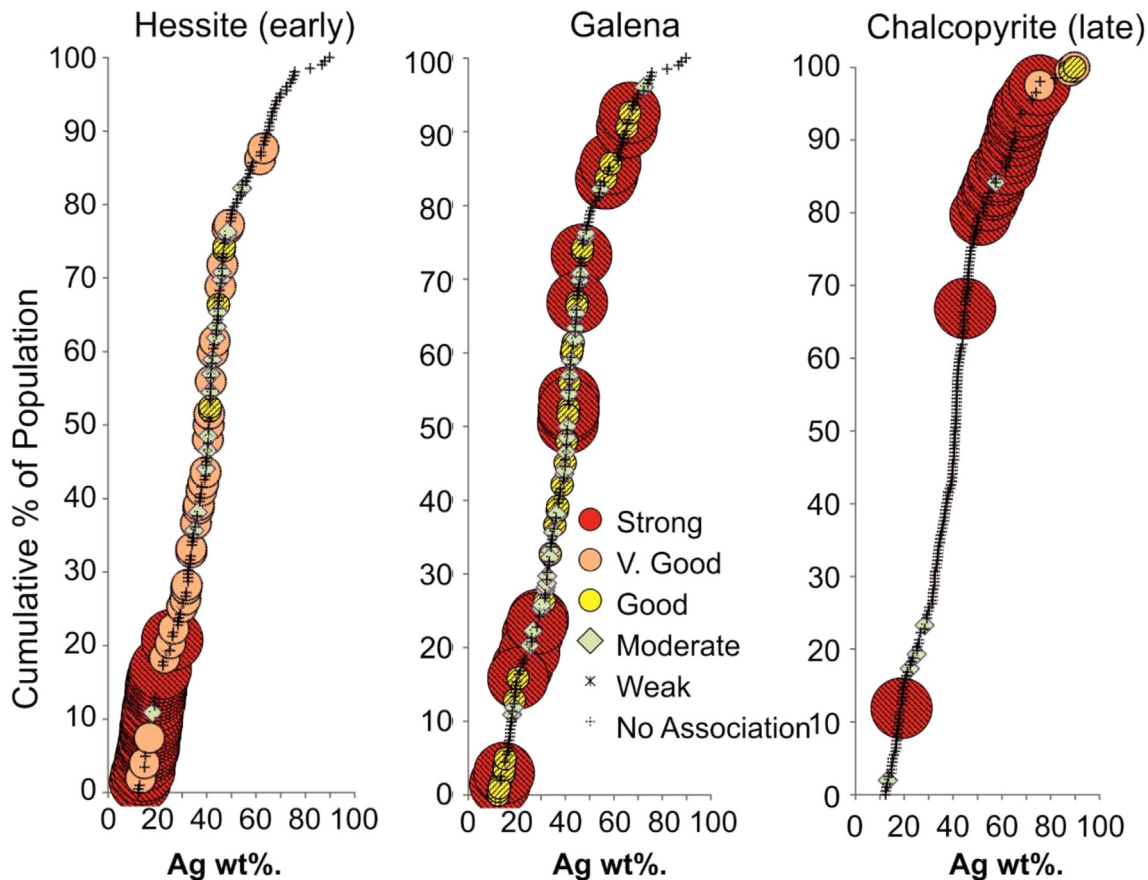 Hessite (early)
Galena
Chalcopyrite (late)
Cumulative % of Population
100
90
80
70
60
50
40
30
20
10
0
0 20 40 60 80 100
Ag wt%.
100
90
80
70
60
50
40
30
20
10
0
0 20 40 60 80 100
Ag wt%.
Strong
V. Good
Good
Moderate
Weak
No Association
100
90
80
70
60
50
40
30
20
10
0
0 20 40 60 80 100
Ag wt%.